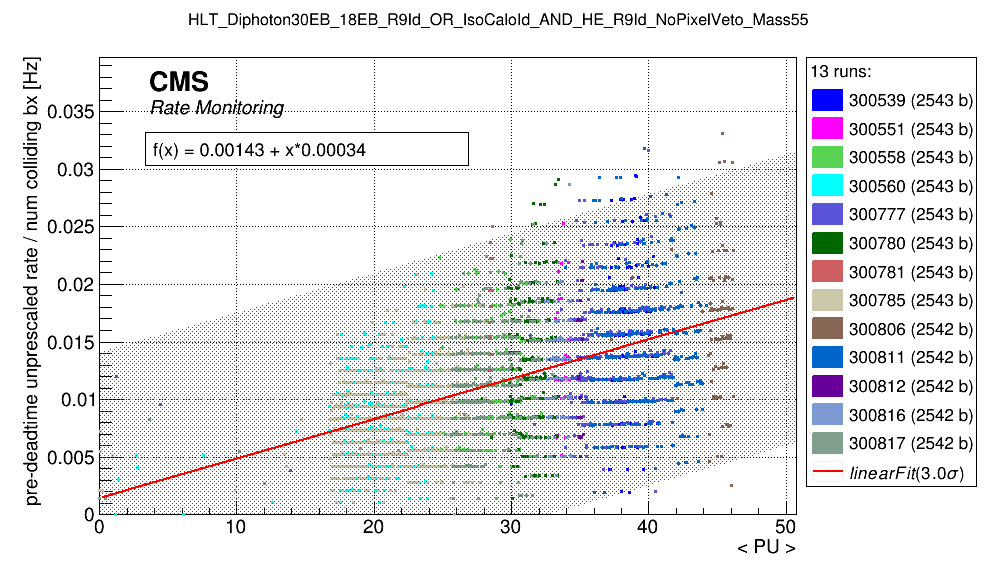 HLT_Diphoton30EB_18EB_R9Id_OR_IsoCaloId_AND_HE_R9Id_NoPixelVeto_Mass55
pre-deadtime unprescaled rate / num colliding bx [Hz]
CMS
Rate Monitoring
f(x) = 0.00143 + x*0.00034
0.035
0.03
0.025
0.02
0.015
0.01
0.005
0
0 10 20 30 40 50
< PU >
13 runs:
300539 (2543 b)
300551 (2543 b)
300558 (2543 b)
300560 (2543 b)
300777 (2543 b)
300780 (2543 b)
300781 (2543 b)
300785 (2543 b)
300806 (2542 b)
300811 (2542 b)
300812 (2542 b)
300816 (2542 b)
300817 (2542 b)
linearFit(3.0σ)